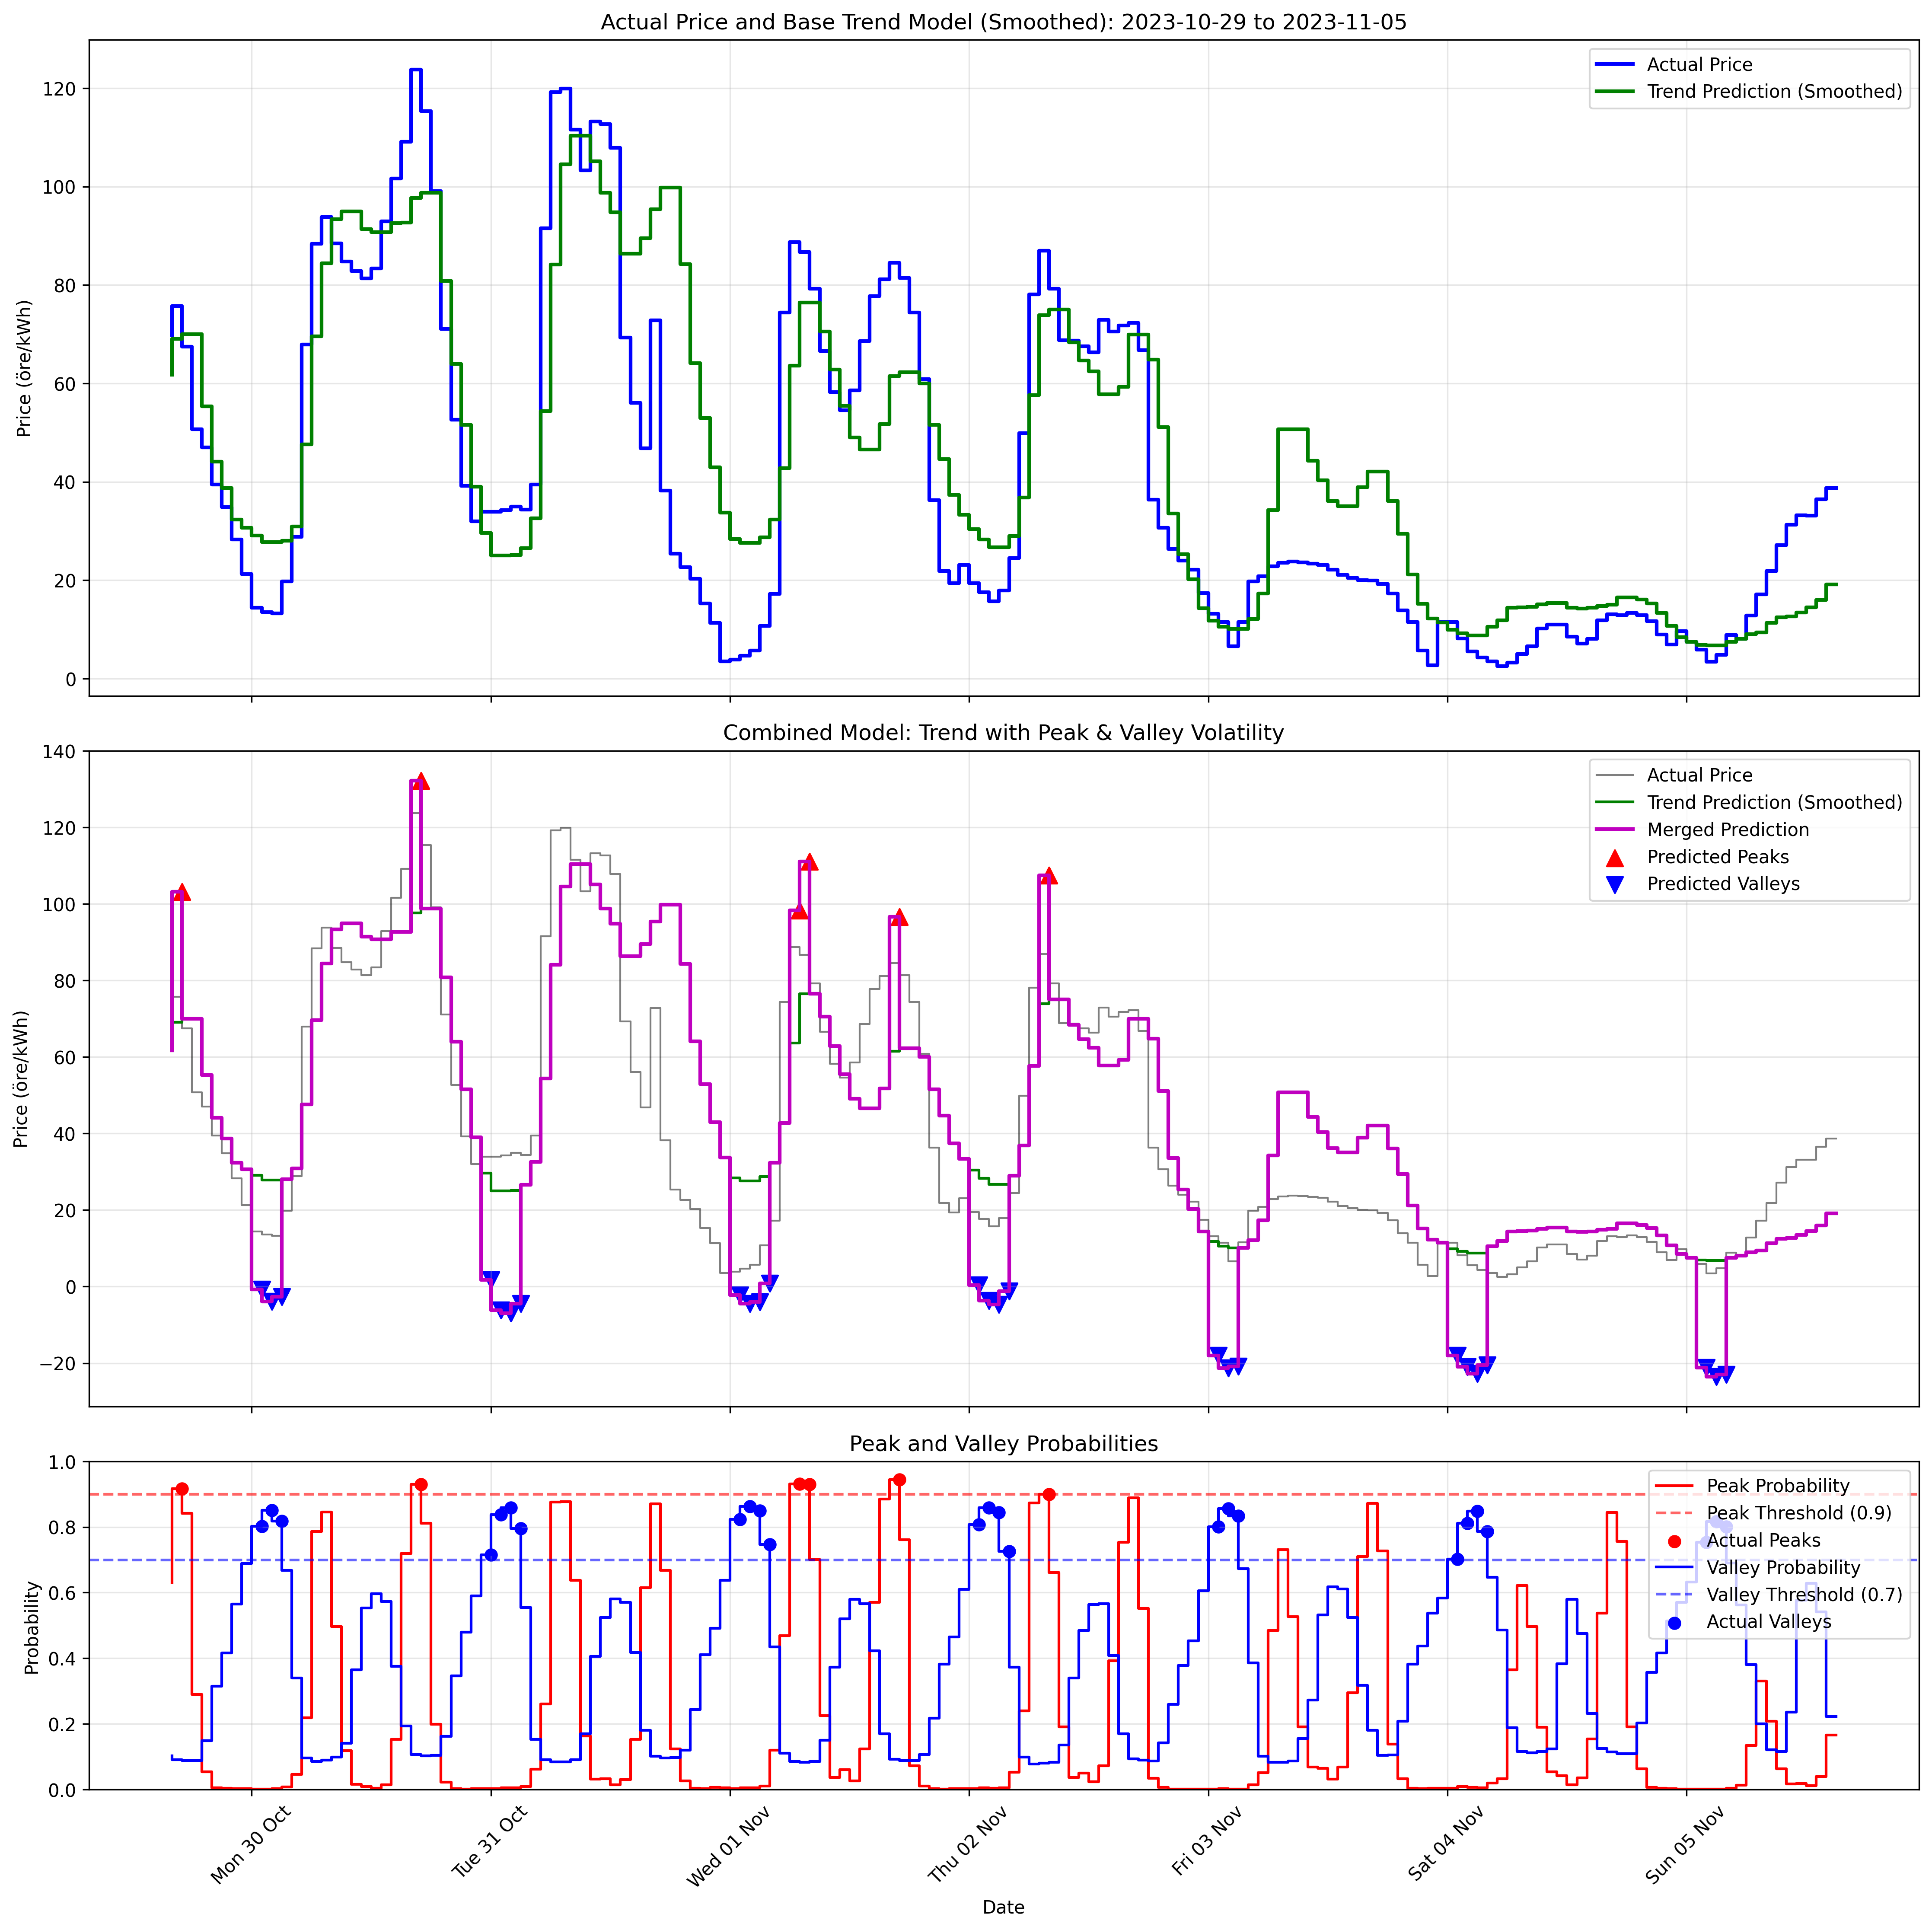 Actual Price and Base Trend Model (Smoothed): 2023-10-29 to 2023-11-05
Actual Price
Trend Prediction (Smoothed)
120
100
80
60
40
20
0
Price (öre/kWh)
Combined Model: Trend with Peak & Valley Volatility
Actual Price
Trend Prediction (Smoothed)
Merged Prediction
Predicted Peaks
Predicted Valleys
140
120
100
80
60
40
20
0
−20
Price (öre/kWh)
Peak and Valley Probabilities
Peak Probability
Peak Threshold (0.9)
Actual Peaks
Valley Probability
Valley Threshold (0.7)
Actual Valleys
1.0
0.8
0.6
0.4
0.2
0.0
Probability
Mon 30 Oct
Tue 31 Oct
Wed 01 Nov
Thu 02 Nov
Fri 03 Nov
Sat 04 Nov
Sun 05 Nov
Date